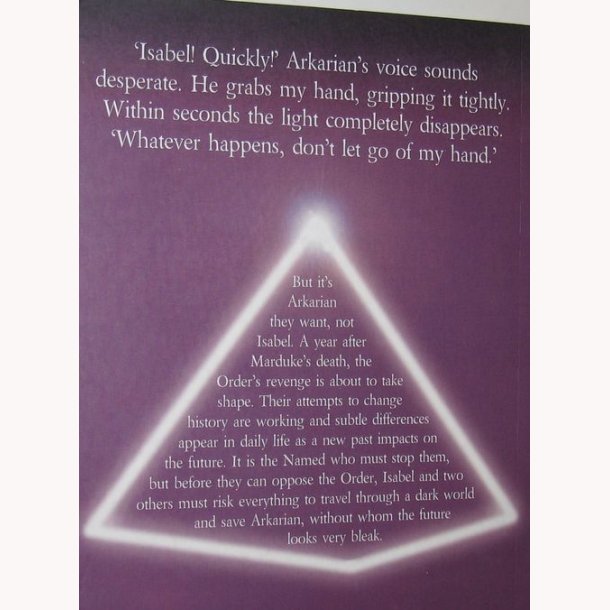 ‘Isabel! Quickly!’ Arkarian’s voice sounds
desperate. He grabs my hand, gripping it tightly.
Within seconds the light completely disappears.
‘Whatever happens, don’t let go of my hand.’
But it’s
Arkarian
they want, not
Isabel. A year after
Marduke’s death, the
Order’s revenge is about to take
shape. Their attempts to change
history are working and subtle differences
appear in daily life as a new past impacts on
the future. It is the Named who must stop them,
but before they can oppose the Order, Isabel and two
others must risk everything to travel through a dark world
and save Arkarian, without whom the future
looks very bleak.